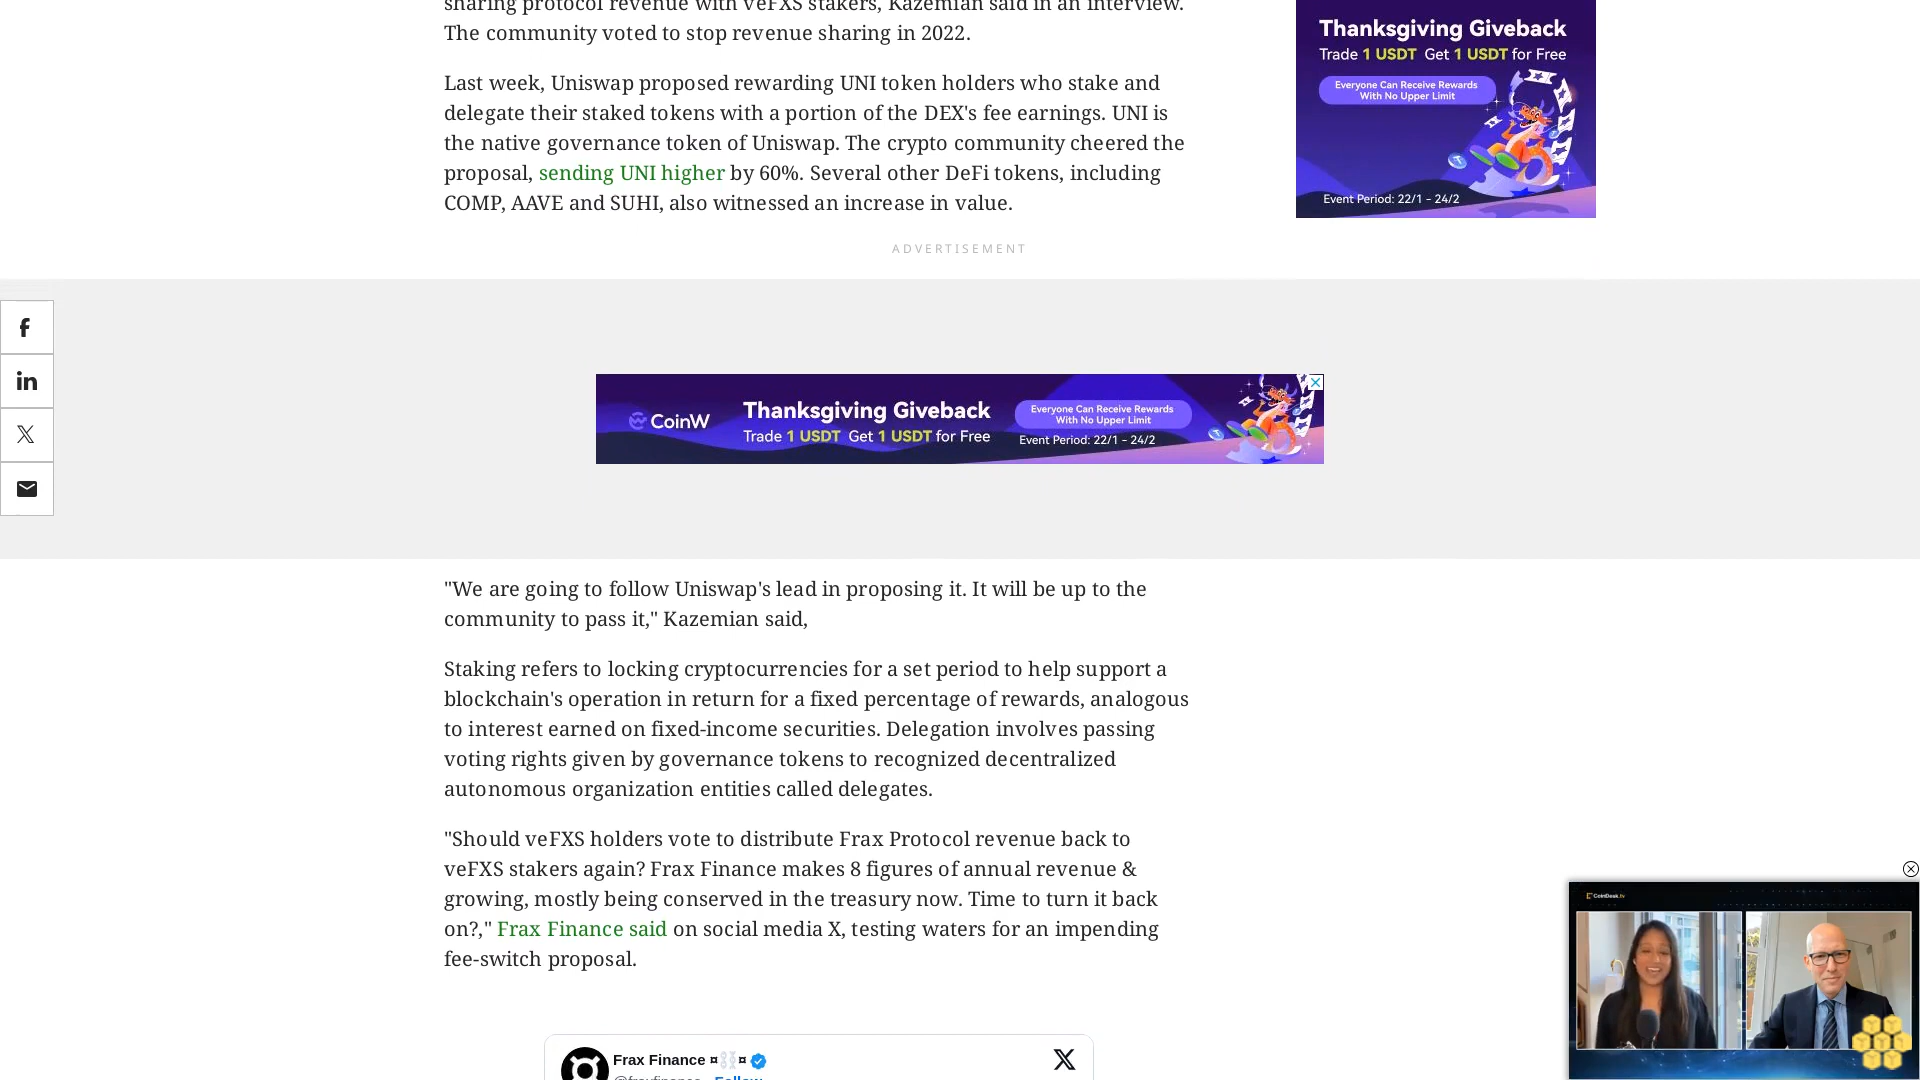 sharing protocol revenue with veFXS stakers, Kazemian said in an interview.
The community voted to stop revenue sharing in 2022.
Last week, Uniswap proposed rewarding UNI token holders who stake and
delegate their staked tokens with a portion of the DEX's fee earnings. UNI is
the native governance token of Uniswap. The crypto community cheered the
proposal, sending UNI higher by 60%. Several other DeFi tokens, including
COMP, AAVE and SUHI, also witnessed an increase in value.
Thanksgiving Giveback
Trade 1 USDT Get 1 USDT for Free
Everyone Can Receive Rewards
With No Upper Limit
Event Period: 22/1 - 24/2
ADVERTISEMENT
CoinW
Thanksgiving Giveback
Trade 1 USDT Get 1 USDT for Free
Everyone Can Receive Rewards
With No Upper Limit
Event Period: 22/1 - 24/2
"We are going to follow Uniswap's lead in proposing it. It will be up to the
community to pass it," Kazemian said,
Staking refers to locking cryptocurrencies for a set period to help support a
blockchain's operation in return for a fixed percentage of rewards, analogous
to interest earned on fixed-income securities. Delegation involves passing
voting rights given by governance tokens to recognized decentralized
autonomous organization entities called delegates.
"Should veFXS holders vote to distribute Frax Protocol revenue back to
veFXS stakers again? Frax Finance makes 8 figures of annual revenue &
growing, mostly being conserved in the treasury now. Time to turn it back
on?," Frax Finance said on social media X, testing waters for an impending
fee-switch proposal.
Frax Finance ¤⛓️¤
@fraxfinance · Follow
CoinDesk.tv